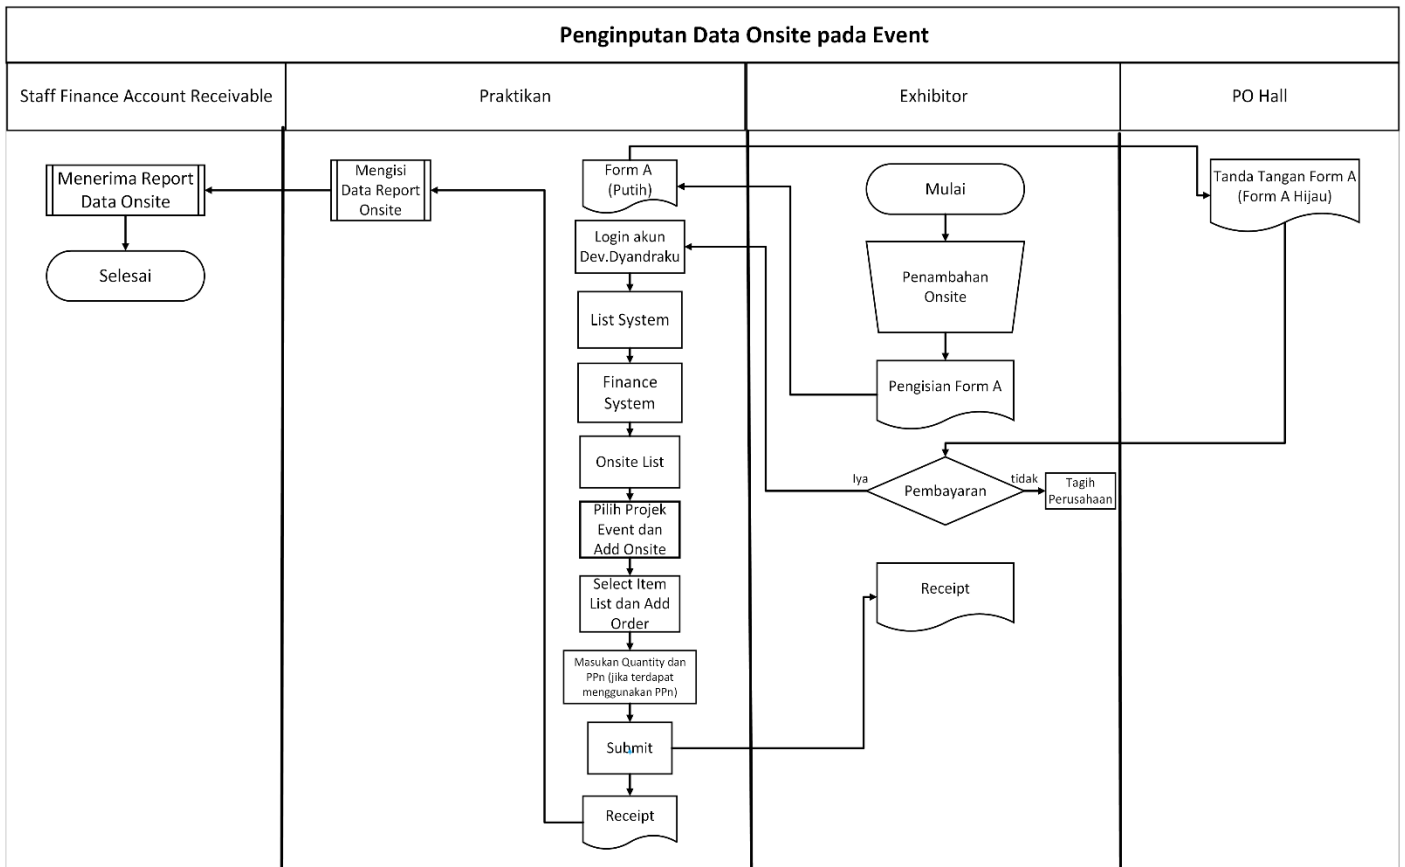 Penginputan Data Onsite pada Event
Staff Finance Account Receivable
Praktikan
Exhibitor
PO Hall
Menerima Report
Data Onsite
Selesai
Mengisi
Data Report
Onsite
Form A
(Putih)
Login akun
Dev.Dyandraku
List System
Finance
System
Onsite List
Pilih Projek
Event dan
Add Onsite
Select Item
List dan Add
Order
Masukan Quantity dan
PPn (jika terdapat
menggunakan PPn)
Submit
Receipt
Mulai
Penambahan
Onsite
Pengisian Form A
Iya
Pembayaran
tidak
Tagih
Perusahaan
Receipt
Tanda Tangan Form A
(Form A Hijau)